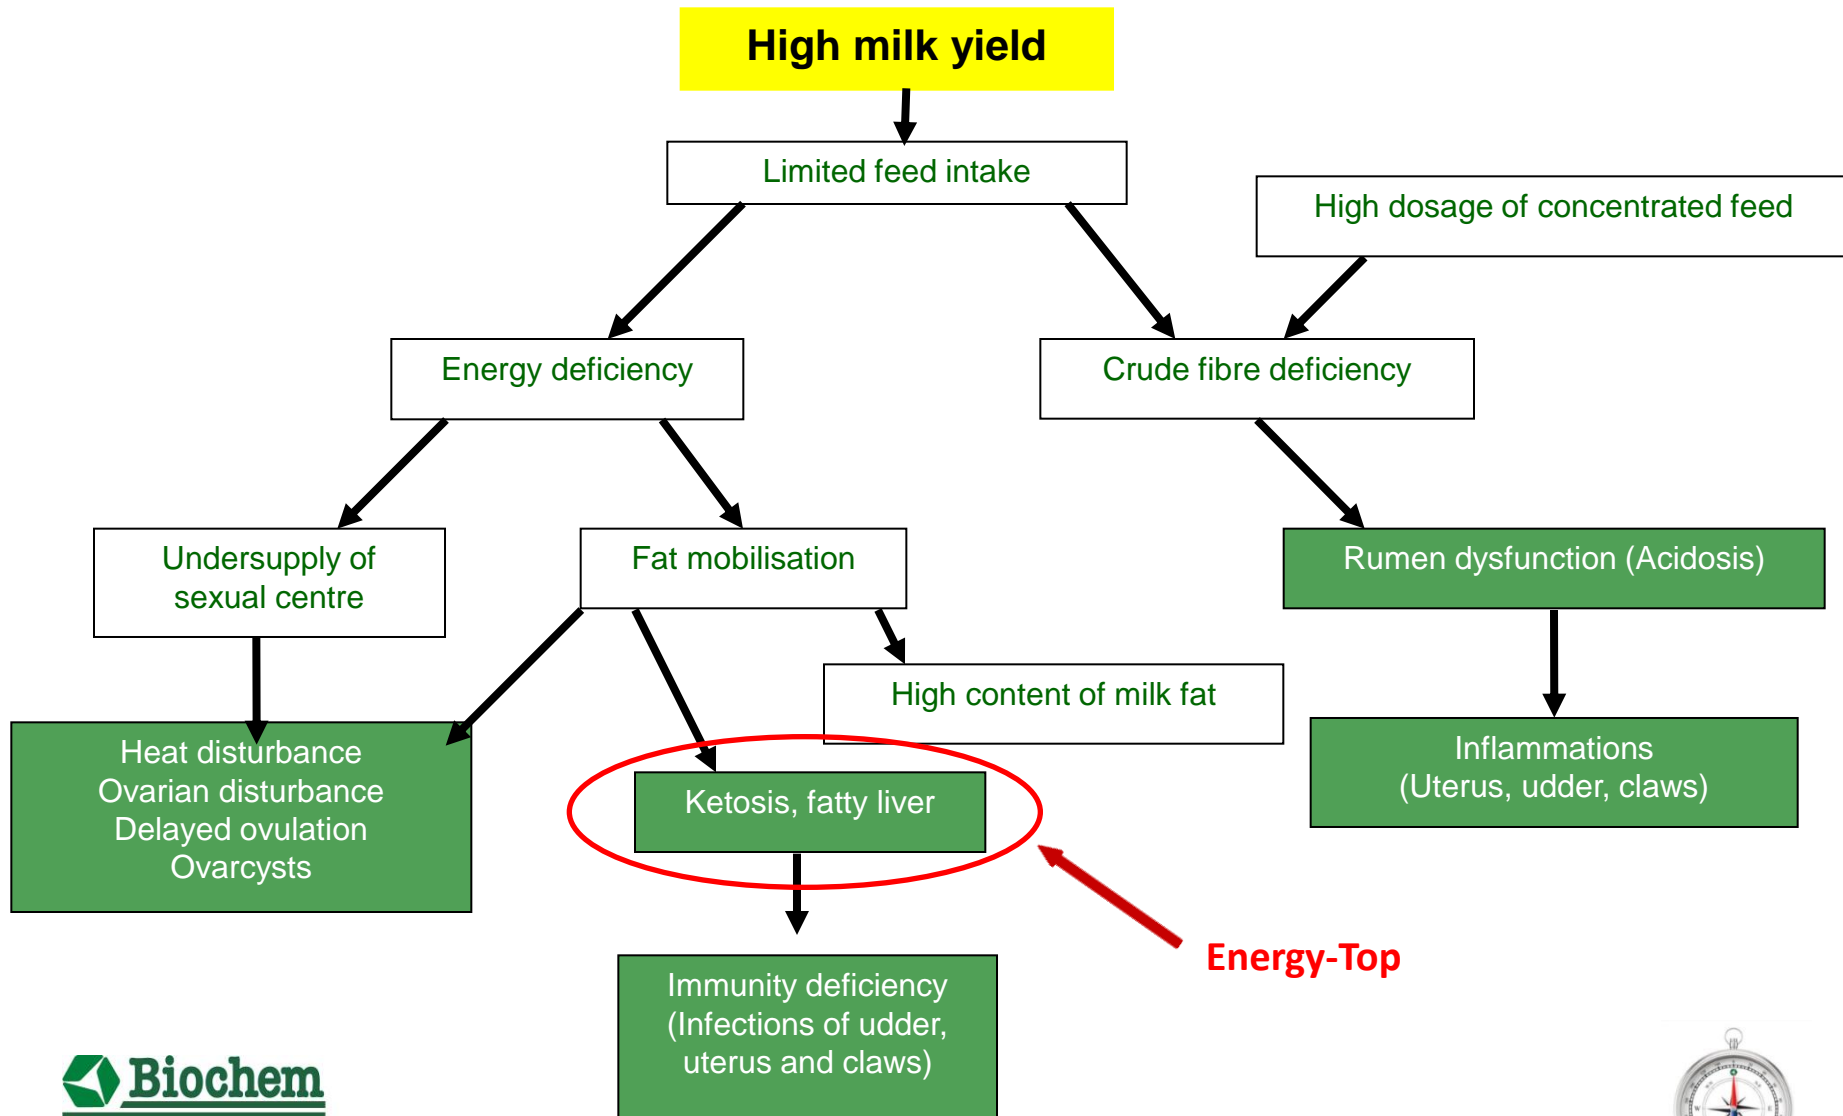 High milk yield
Limited feed intake
High dosage of concentrated feed
Energy deficiency
Crude fibre deficiency
Undersupply of
sexual centre
Fat mobilisation
Rumen dysfunction (Acidosis)
High content of milk fat
Heat disturbance
Ovarian disturbance
Delayed ovulation
Ovarcysts
Ketosis, fatty liver
Inflammations
(Uterus, udder, claws)
Energy-Top
Immunity deficiency
(Infections of udder,
uterus and claws)
Biochem